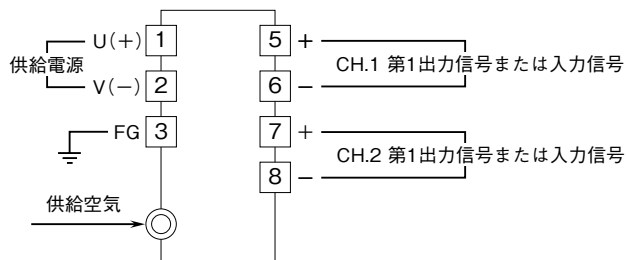 供給電源
U(+) 1
V(−) 2
FG 3
供給空気
5 +
6 −
CH.1 第1出力信号または入力信号
7 +
8 −
CH.2 第1出力信号または入力信号